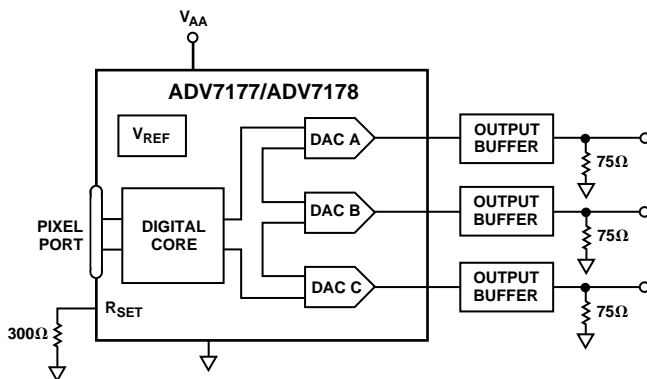 VAA
ADV7177/ADV7178
VREF
DAC A
OUTPUT
BUFFER
75Ω
PIXEL
PORT
DIGITAL
CORE
DAC B
OUTPUT
BUFFER
75Ω
DAC C
OUTPUT
BUFFER
75Ω
RSET
300Ω